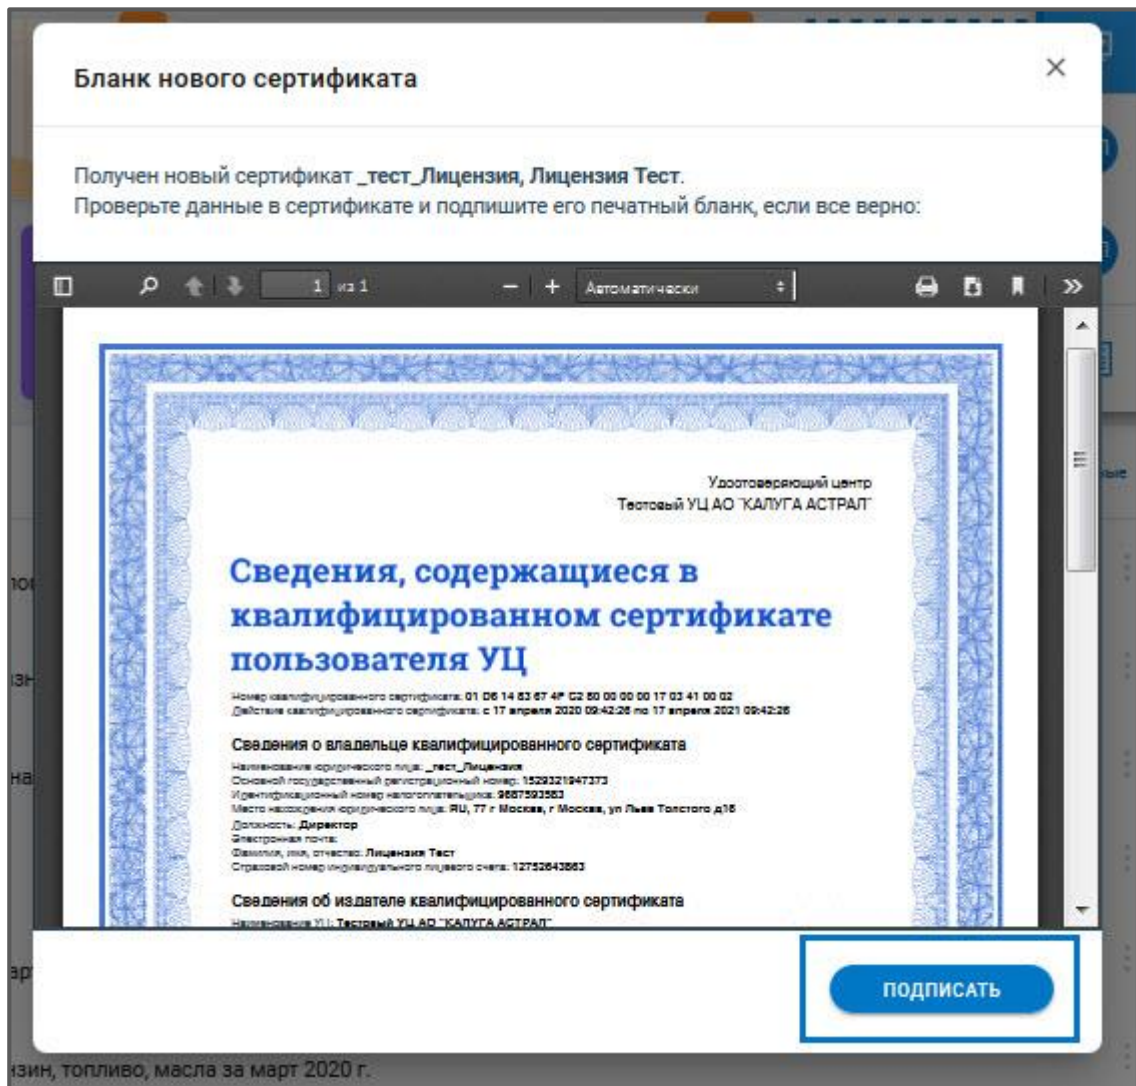 Бланк нового сертификата
Получен новый сертификат _тест_Лицензия, Лицензия Тест.
Проверьте данные в сертификате и подпишите его печатный бланк, если все верно:
1 из 1
Автоматически
Удостоверяющий центр
Тестовый УЦ АО "КАЛУГА АСТРАЛ"
Сведения, содержащиеся в
квалифицированном сертификате
пользователя УЦ
Номер квалифицированного сертификата: 01 D6 14 83 67 4F C2 80 00 00 00 17 03 41 00 02
Действие квалифицированного сертификата: с 17 апреля 2020 09:42:26 по 17 апреля 2021 09:42:26
Сведения о владельце квалифицированного сертификата
Наименование юридического лица: _тест_Лицензия
Основной государственный регистрационный номер: 1529321947373
Идентификационный номер налогоплательщика: 9687593583
Место нахождения юридического лица: RU, 77 г Москва, г Москва, ул Льва Толстого д16
Должность: Директор
Электронная почта:
Фамилия, имя, отчество: Лицензия Тест
Страховой номер индивидуального лицевого счета: 12752643863
Сведения об издателе квалифицированного сертификата
Наименование УЦ: Тестовый УЦ АО "КАЛУГА АСТРАЛ"
ПОДПИСАТЬ
топливо, масла за март 2020 г.